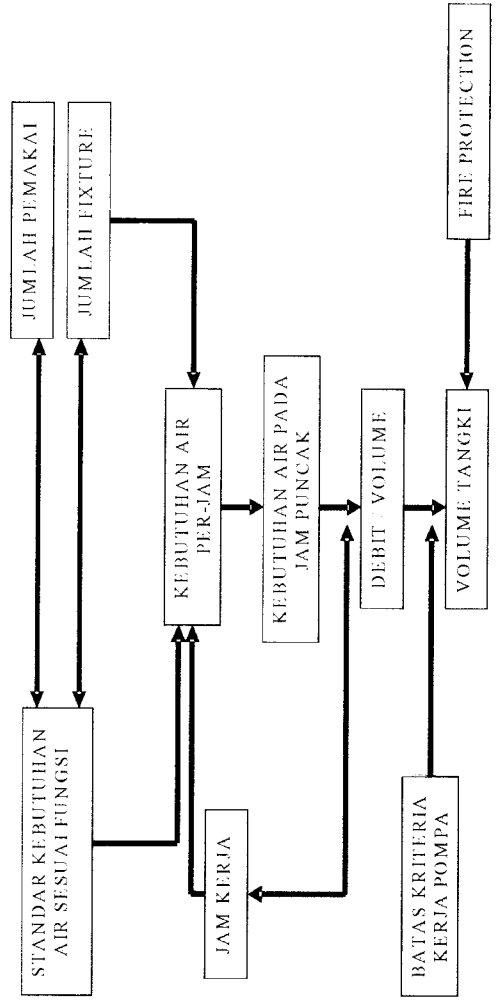 STANDAR KEBUTUHAN
AIR SESUAI FUNGSI
JUMLAH PEMAKAI
JUMLAH FIXTURE
JAM KERJA
KEBUTUHAN AIR
PER-JAM
KEBUTUHAN AIR PADA
JAM PUNCAK
DEBIT / VOLUME
BATAS KRITERIA
KERJA POMPA
VOLUME TANGKI
FIRE PROTECTION